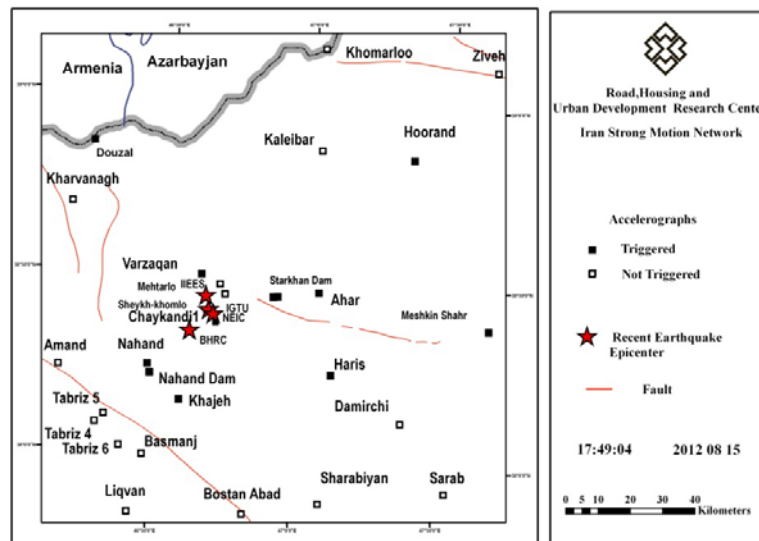 Armenia
Azarbayjan
Khomarloo
Ziveh
Douzal
Kaleibar
Hoorand
Kharvanagh
Varzaqan
Mehtarlo
IIEES
Starkhan Dam
Sheykh-khomlo
IGTU
Ahar
Chaykandi1
NEIC
Meshkin Shahr
BHRC
Amand
Nahand
Nahand Dam
Haris
Khajeh
Damirchi
Tabriz 5
Tabriz 4
Tabriz 6
Basmanj
Liqvan
Bostan Abad
Sharabiyan
Sarab
Road,Housing and
Urban Development Research Cente
Iran Strong Motion Network
Accelerographs
Triggered
Not Triggered
Recent Earthquake
Epicenter
Fault
17:49:04 2012 08 15
0 5 10 20 30 40
Kilometers